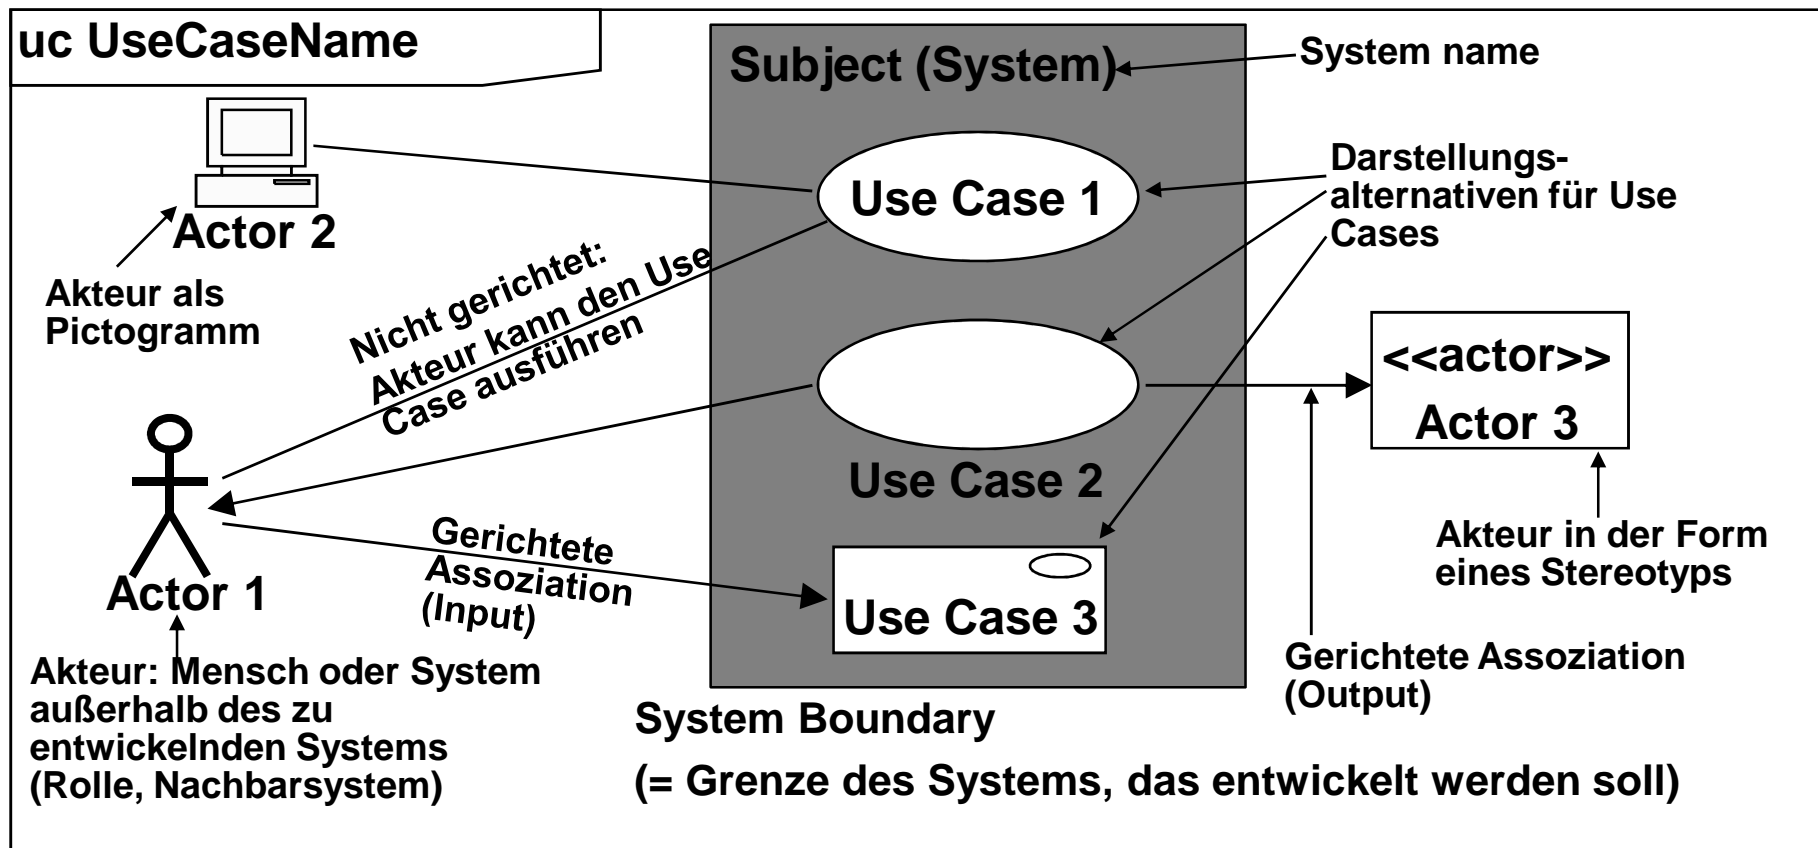 uc UseCaseName
Subject (System)
System name
Use Case 1
Darstellungs-
alternativen für Use
Cases
Actor 2
Akteur als
Pictogramm
Nicht gerichtet:
Akteur kann den Use
Case ausführen
<<actor>>
Actor 3
Use Case 2
Akteur in der Form
eines Stereotyps
Gerichtete
Assoziation
(Input)
Actor 1
Use Case 3
Gerichtete Assoziation
(Output)
Akteur: Mensch oder System
außerhalb des zu
entwickelnden Systems
(Rolle, Nachbarsystem)
System Boundary
(= Grenze des Systems, das entwickelt werden soll)